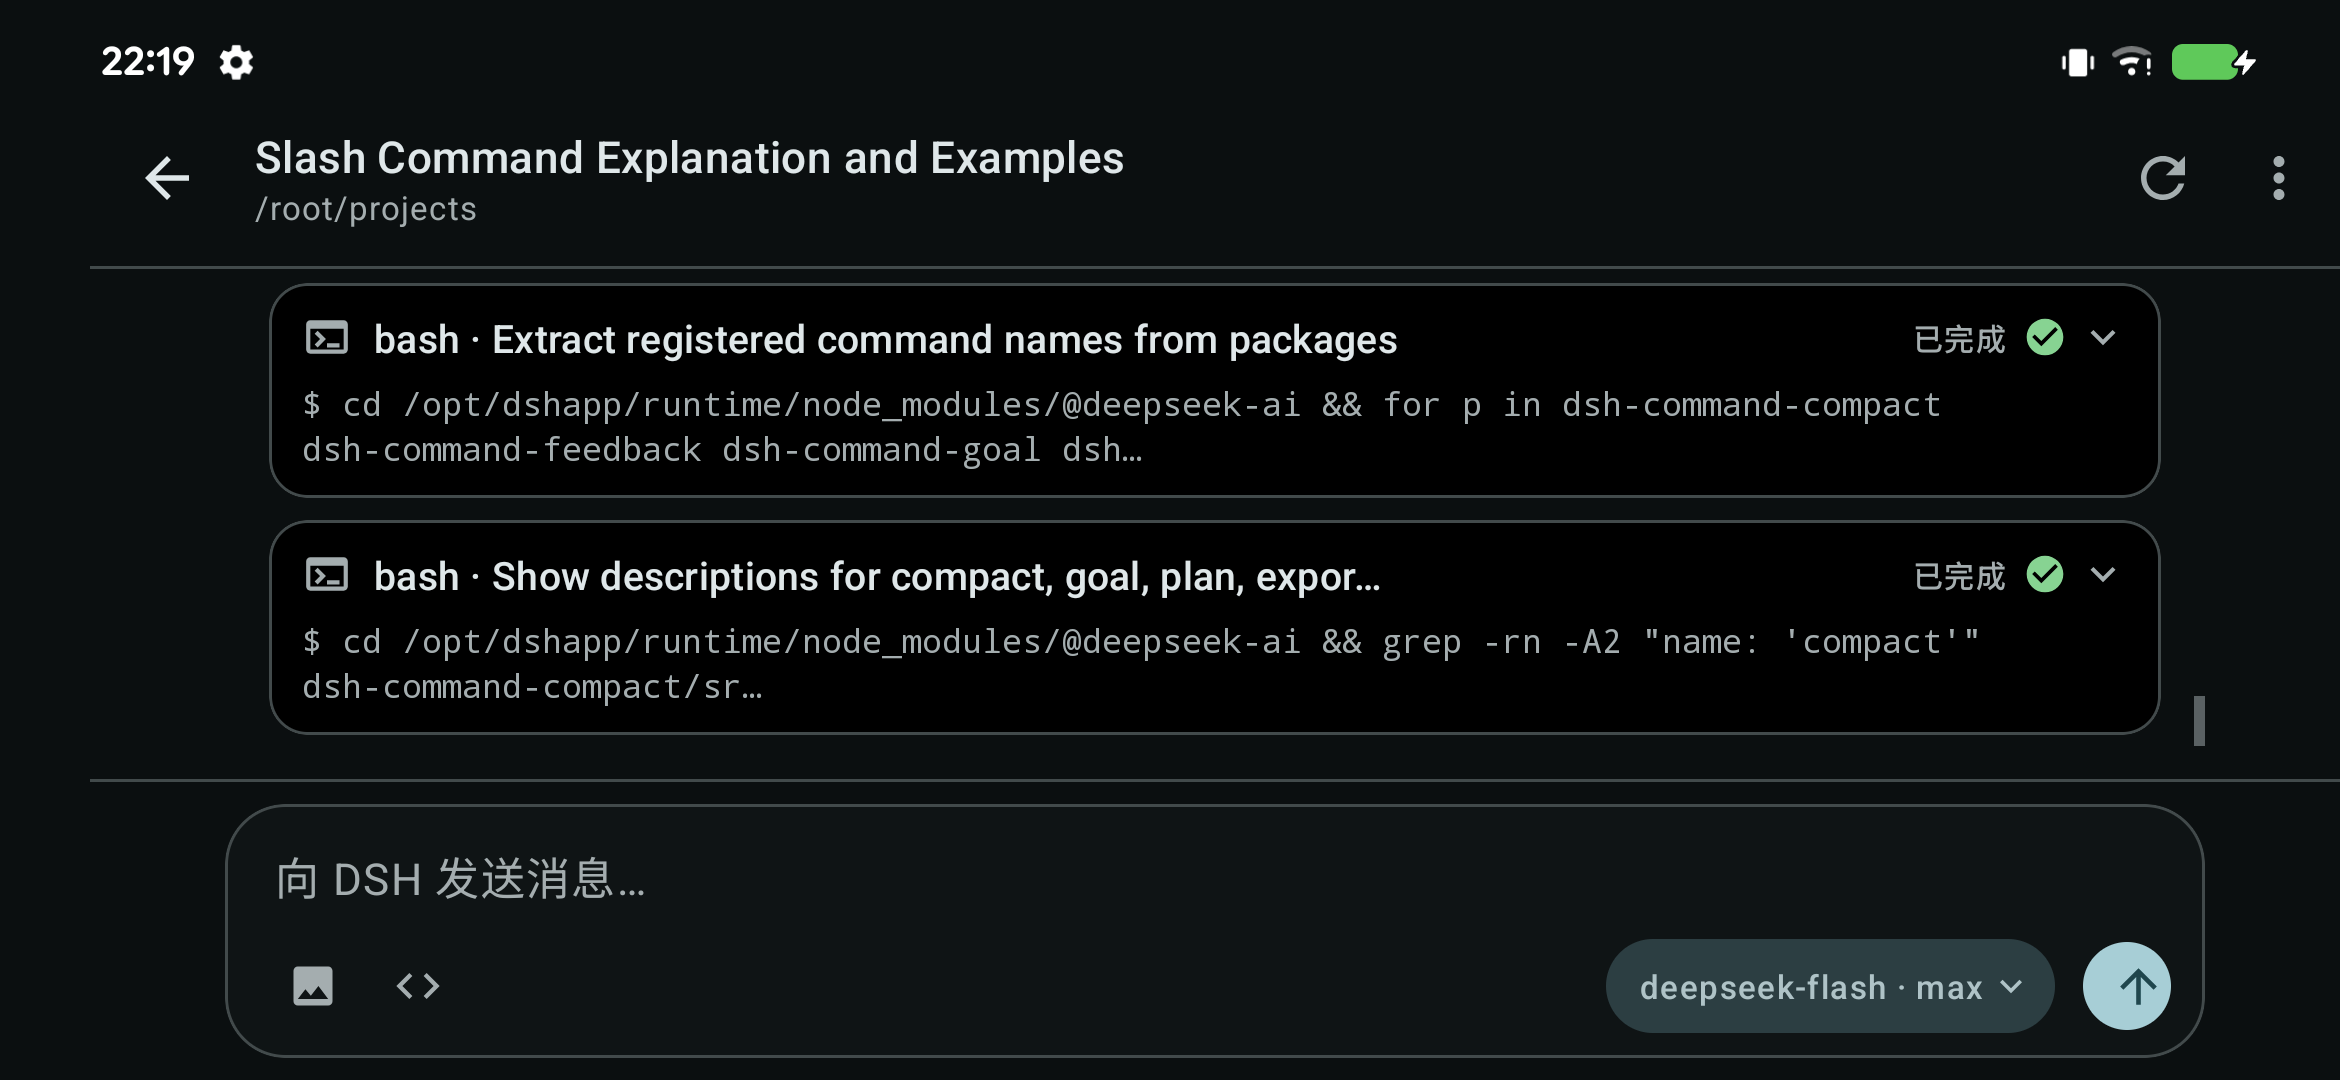 22:19
Slash Command Explanation and Examples
/root/projects
bash · Extract registered command names from packages
已完成
$ cd /opt/dshapp/runtime/node_modules/@deepseek-ai && for p in dsh-command-compact
dsh-command-feedback dsh-command-goal dsh…
bash · Show descriptions for compact, goal, plan, expor…
已完成
$ cd /opt/dshapp/runtime/node_modules/@deepseek-ai && grep -rn -A2 "name: 'compact'"
dsh-command-compact/sr…
向 DSH 发送消息…
deepseek-flash · max